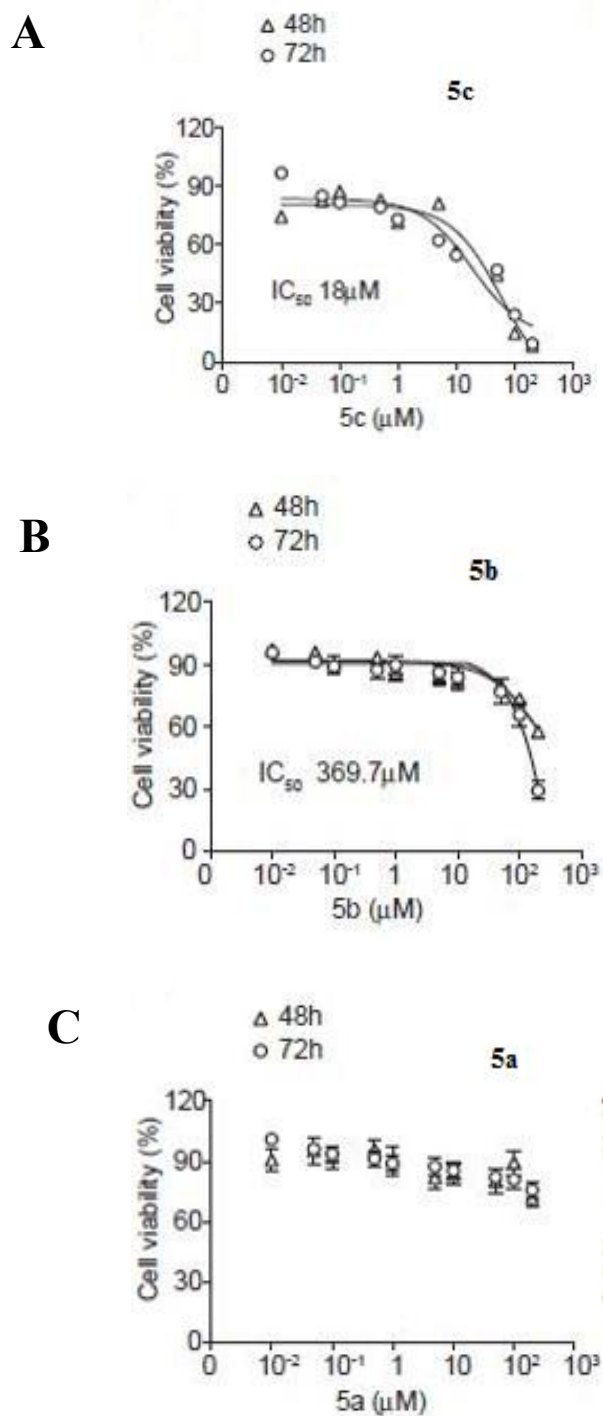 A
△ 48h
○ 72h
5c
Cell viability (%)
120
90
60
30
0
IC₅₀ 18μM
0 10⁻² 10⁻¹ 1 10 10² 10³
5c (μM)
B
△ 48h
○ 72h
5b
Cell viability (%)
120
90
60
30
0
IC₅₀ 369.7μM
0 10⁻² 10⁻¹ 1 10 10² 10³
5b (μM)
C
△ 48h
○ 72h
5a
Cell viability (%)
120
90
60
30
0
0 10⁻² 10⁻¹ 1 10 10² 10³
5a (μM)